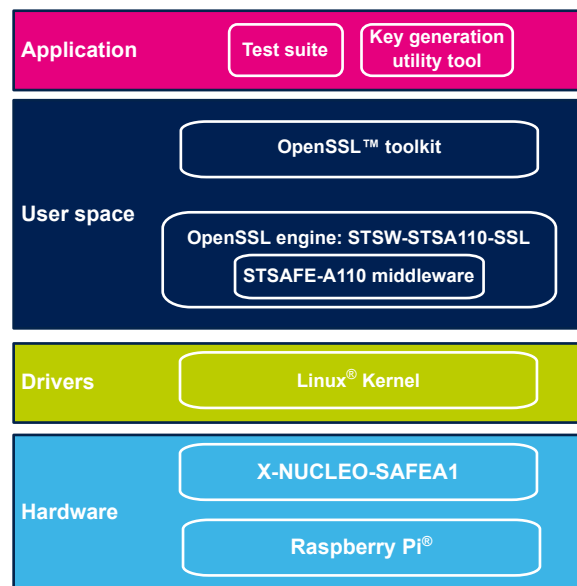 Application
Test suite
Key generation
utility tool
User space
OpenSSL™ toolkit
OpenSSL engine: STSW-STSA110-SSL
STSAFE-A110 middleware
Drivers
Linux® Kernel
Hardware
X-NUCLEO-SAFEA1
Raspberry Pi®